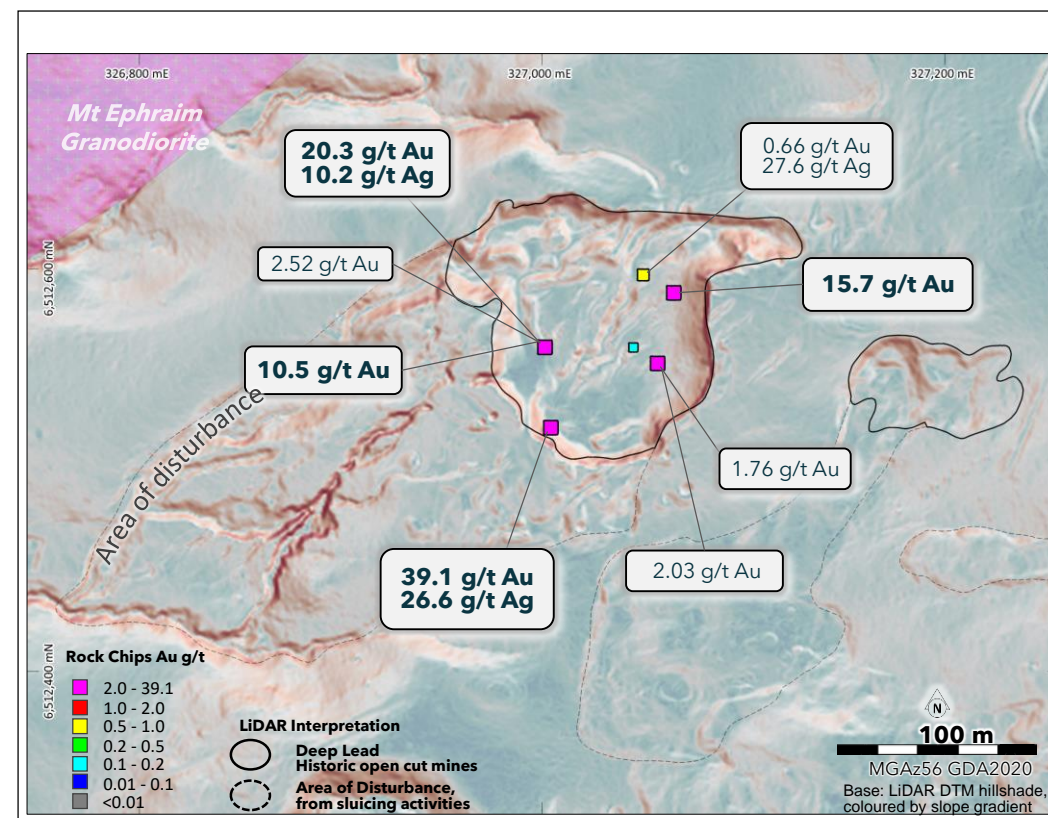 326,800 mE
327,000 mE
327,200 mE
Mt Ephraim
Granodiorite
20.3 g/t Au
10.2 g/t Ag
0.66 g/t Au
27.6 g/t Ag
6,512,600 mN
2.52 g/t Au
15.7 g/t Au
10.5 g/t Au
Area of disturbance
1.76 g/t Au
39.1 g/t Au
26.6 g/t Ag
2.03 g/t Au
6,512,400 mN
Rock Chips Au g/t
2.0 - 39.1
1.0 - 2.0
0.5 - 1.0
0.2 - 0.5
0.1 - 0.2
0.01 - 0.1
<0.01
LiDAR Interpretation
Deep Lead
Historic open cut mines
Area of Disturbance,
from sluicing activities
N
100 m
MGAz56 GDA2020
Base: LiDAR DTM hillshade,
coloured by slope gradient